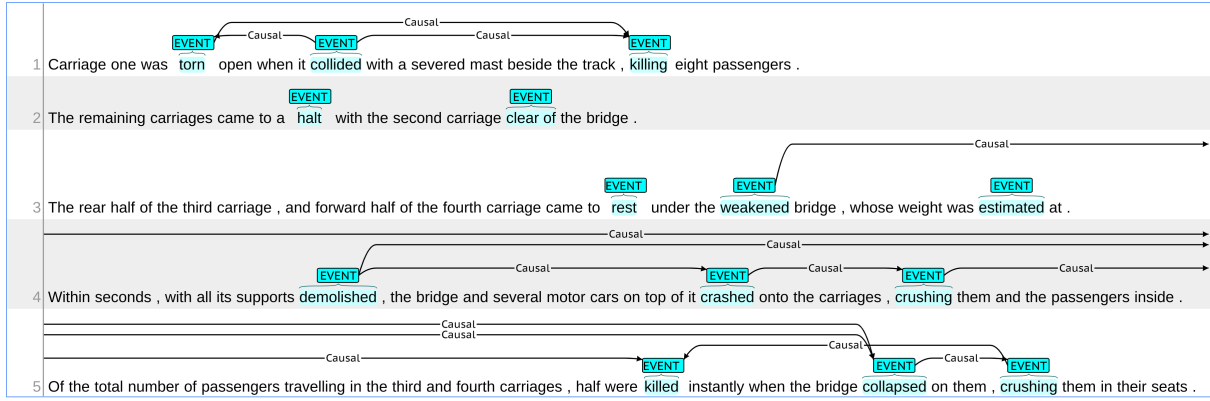 Causal
EVENT Causal EVENT Causal EVENT
1 Carriage one was torn open when it collided with a severed mast beside the track , killing eight passengers .
EVENT EVENT
2 The remaining carriages came to a halt with the second carriage clear of the bridge .
Causal
EVENT EVENT EVENT
3 The rear half of the third carriage , and forward half of the fourth carriage came to rest under the weakened bridge , whose weight was estimated at .
Causal
Causal
EVENT Causal EVENT Causal EVENT Causal
4 Within seconds , with all its supports demolished , the bridge and several motor cars on top of it crashed onto the carriages , crushing them and the passengers inside .
Causal
Causal
Causal
Causal EVENT EVENT Causal EVENT
5 Of the total number of passengers travelling in the third and fourth carriages , half were killed instantly when the bridge collapsed on them , crushing them in their seats .